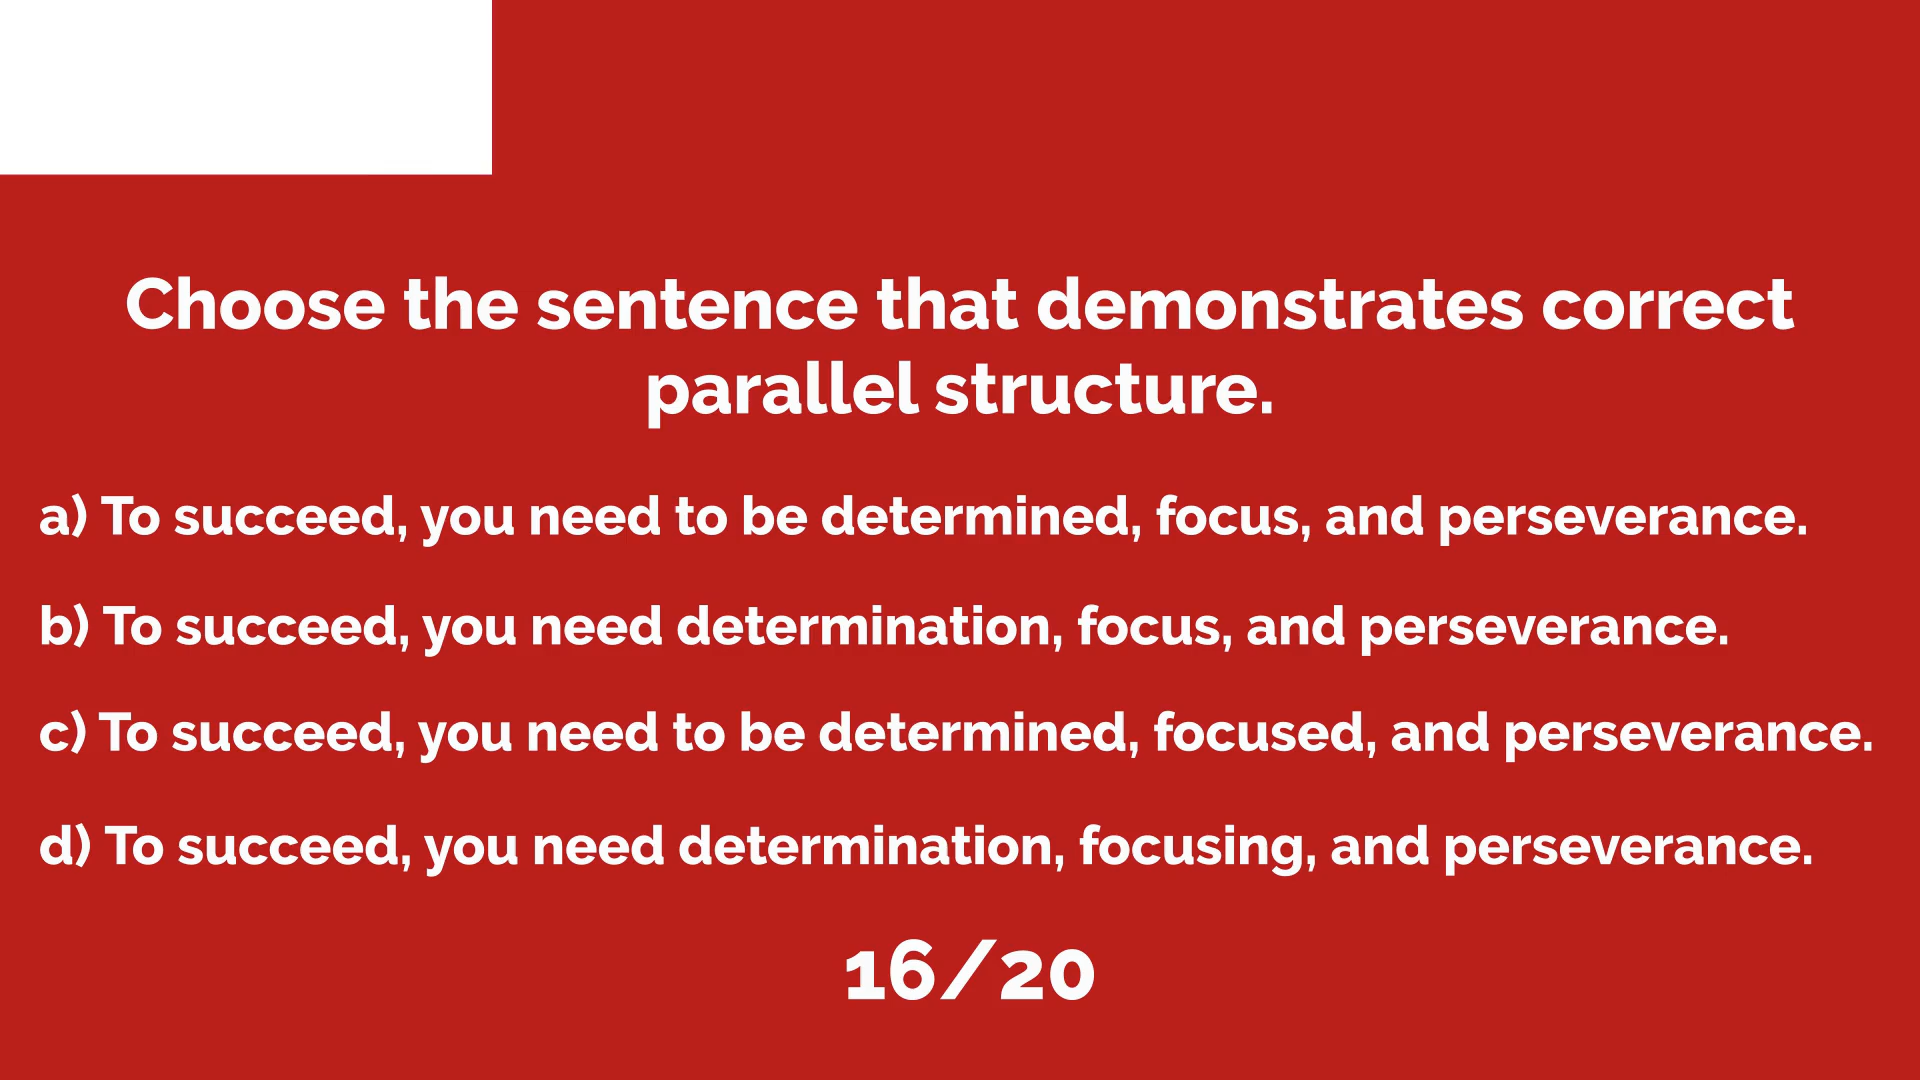 Choose the sentence that demonstrates correct
parallel structure.
a) To succeed, you need to be determined, focus, and perseverance.
b) To succeed, you need determination, focus, and perseverance.
c) To succeed, you need to be determined, focused, and perseverance.
d) To succeed, you need determination, focusing, and perseverance.
16/20